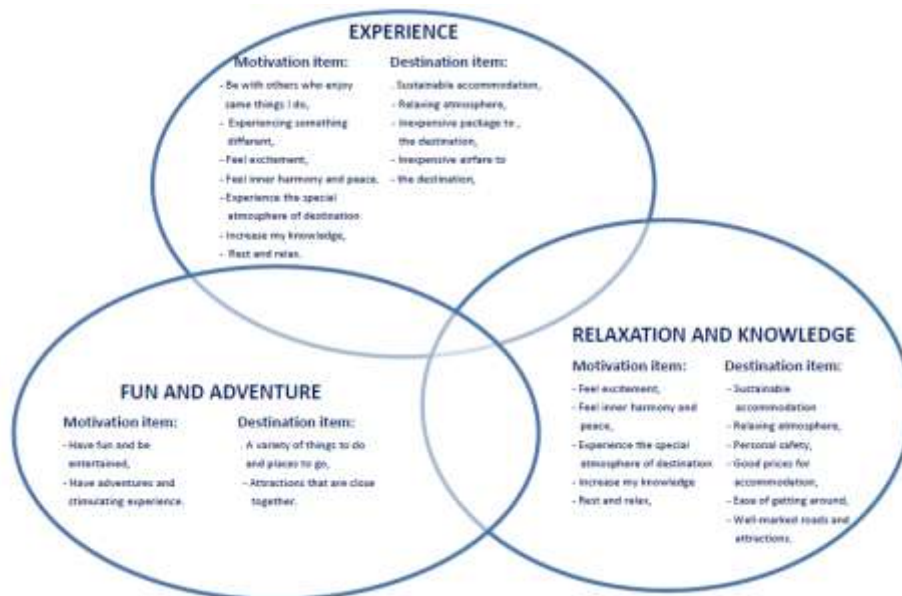 EXPERIENCE
Motivation item:
- Be with others who enjoy
same things I do,
- Experiencing something
different,
- Feel excitement,
- Feel inner harmony and peace,
- Experience the special
atmosphere of destination
- Increase my knowledge,
- Rest and relax.
Destination item:
. Sustainable accommodation,
- Relaxing atmosphere,
- Inexpensive package to ,
the destination,
- Inexpensive airfare to
- the destination,
FUN AND ADVENTURE
Motivation item:
- Have fun and be
entertained,
- Have adventures and
stimulating experience.
Destination item:
. A variety of things to do
and places to go,
- Attractions that are close
together.
RELAXATION AND KNOWLEDGE
Motivation item:
- Feel excitement,
- Feel inner harmony and
peace,
- Experience the special
atmosphere of destination
- Increase my knowledge
- Rest and relax,
Destination item:
- Sustainable
accommodation
- Relaxing atmosphere,
- Personal safety,
- Good prices for
accommodation,
- Ease of getting around,
- Well-marked roads and
attractions.